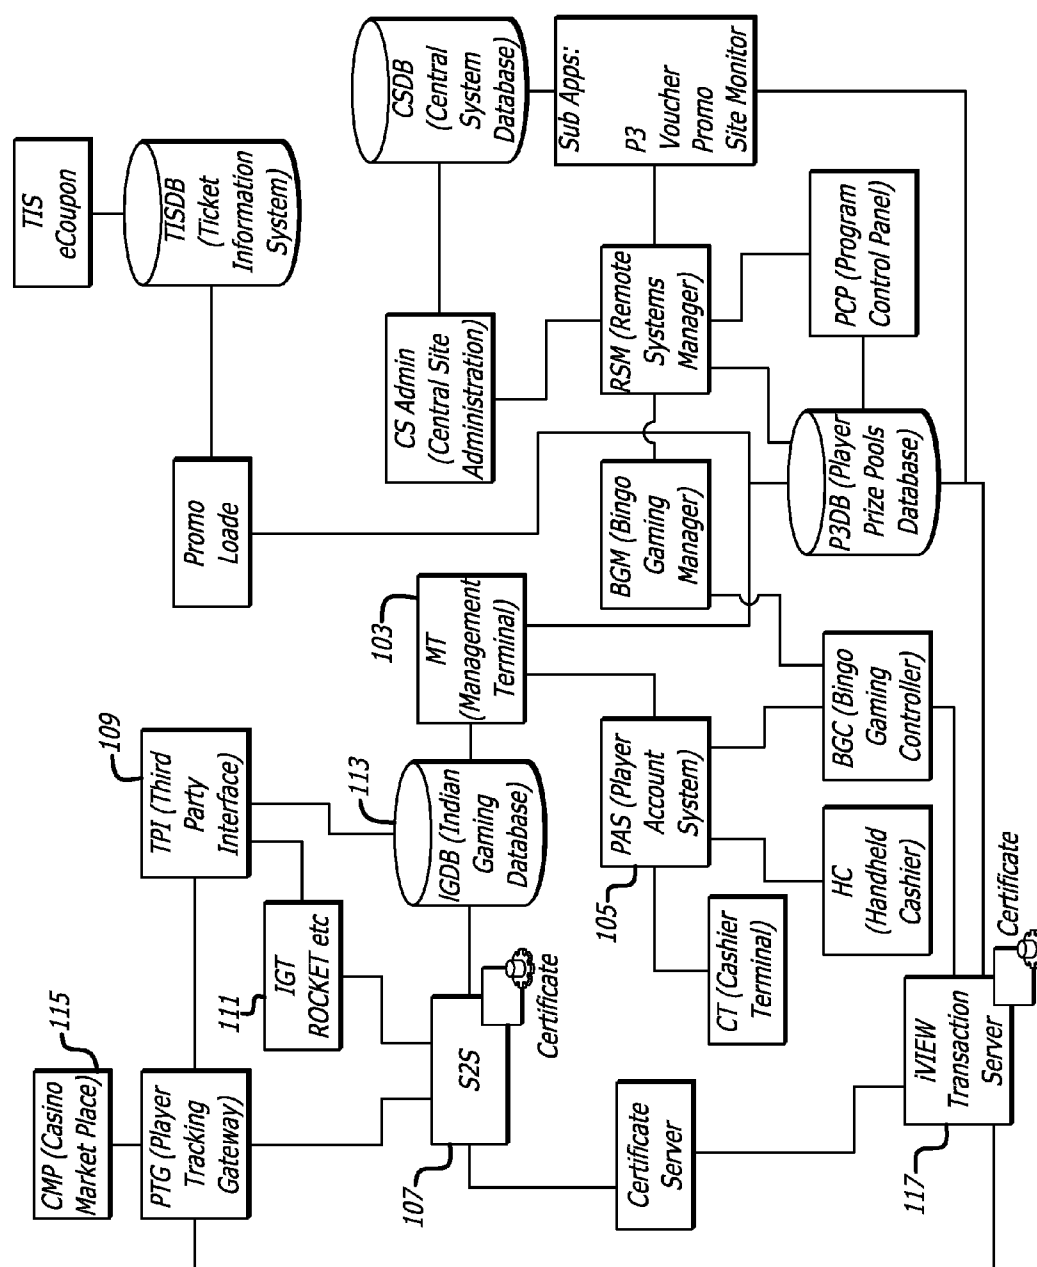 CMP (Casino
Market Place)
115
TIS
eCoupon
PTG (Player
Tracking
Gateway)
109
TPI (Third
Party
Interface)
Promo
Loade
TISDB
(Ticket
Information
System)
111
IGT
ROCKET etc
113
IGDB (Indian
Gaming
Database)
103
MT
(Management
Terminal)
CS Admin
(Central Site
Administration)
CSDB
(Central
System
Database)
107
S2S
Certificate
Certificate
Server
105
PAS (Player
Account
System)
BGM (Bingo
Gaming
Manager)
RSM (Remote
Systems
Manager)
Sub Apps:
P3
Voucher
Promo
Site Monitor
CT (Cashier
Terminal)
HC
(Handheld
Cashier)
BGC (Bingo
Gaming
Controller)
P3DB (Player
Prize Pools
Database)
PCP (Program
Control Panel)
117
iVIEW
Transaction
Server
Certificate